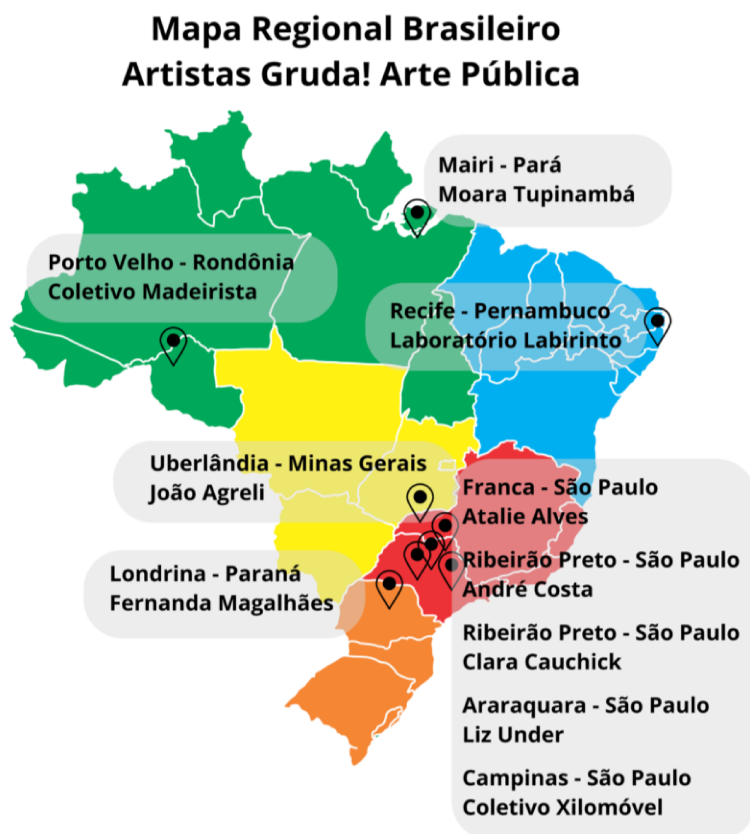 Mapa Regional Brasileiro
Artistas Gruda! Arte Pública
Mairi - Pará
Moara Tupinambá
Porto Velho - Rondônia
Coletivo Madeirista
Recife - Pernambuco
Laboratório Labirinto
Uberlândia - Minas Gerais
João Agreli
Franca - São Paulo
Atalie Alves
Londrina - Paraná
Fernanda Magalhães
Ribeirão Preto - São Paulo
André Costa
Ribeirão Preto - São Paulo
Clara Cauchick
Araraquara - São Paulo
Liz Under
Campinas - São Paulo
Coletivo Xilomóvel